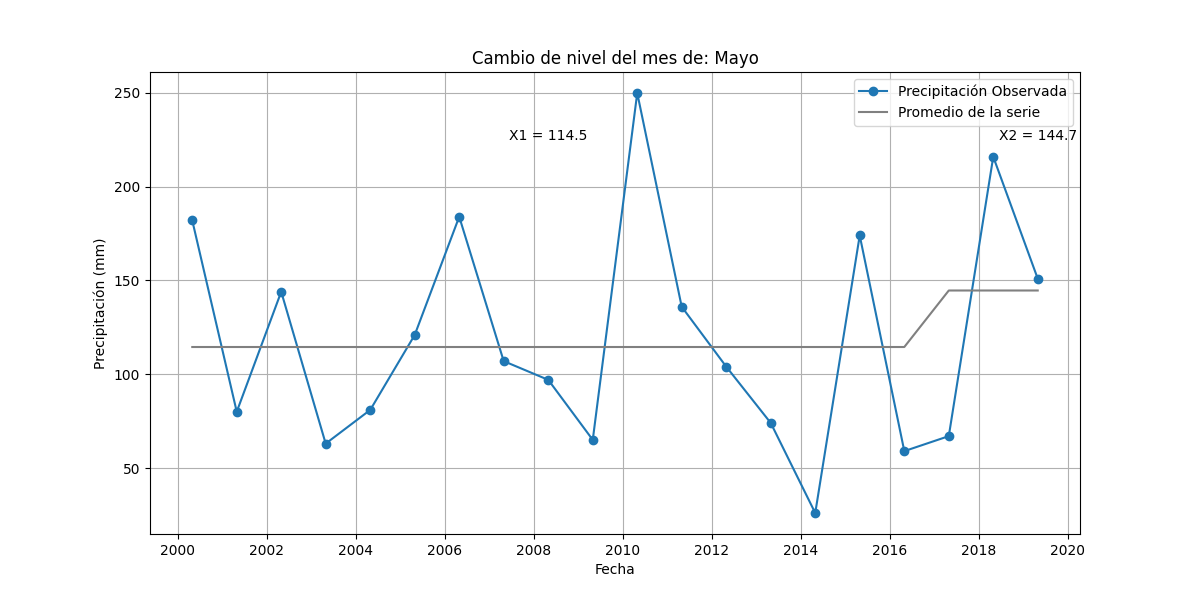 Cambio de nivel del mes de: Mayo
Precipitación Observada
Promedio de la serie
X1 = 114.5
X2 = 144.7
Precipitación (mm)
250
200
150
100
50
2000 2002 2004 2006 2008 2010 2012 2014 2016 2018 2020
Fecha